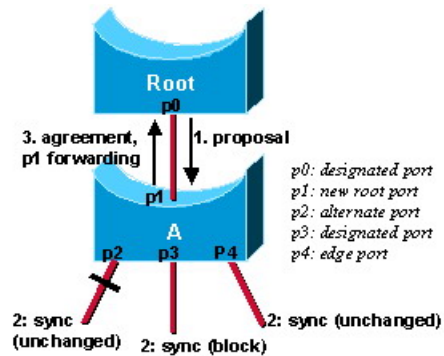 Root
p0
3. agreement,
p1 forwarding
1. proposal
p0: designated port
p1: new root port
p2: alternate port
p3: designated port
p4: edge port
p1
A
p2 p3 P4
2: sync
(unchanged)
2: sync (block)
2: sync (unchanged)